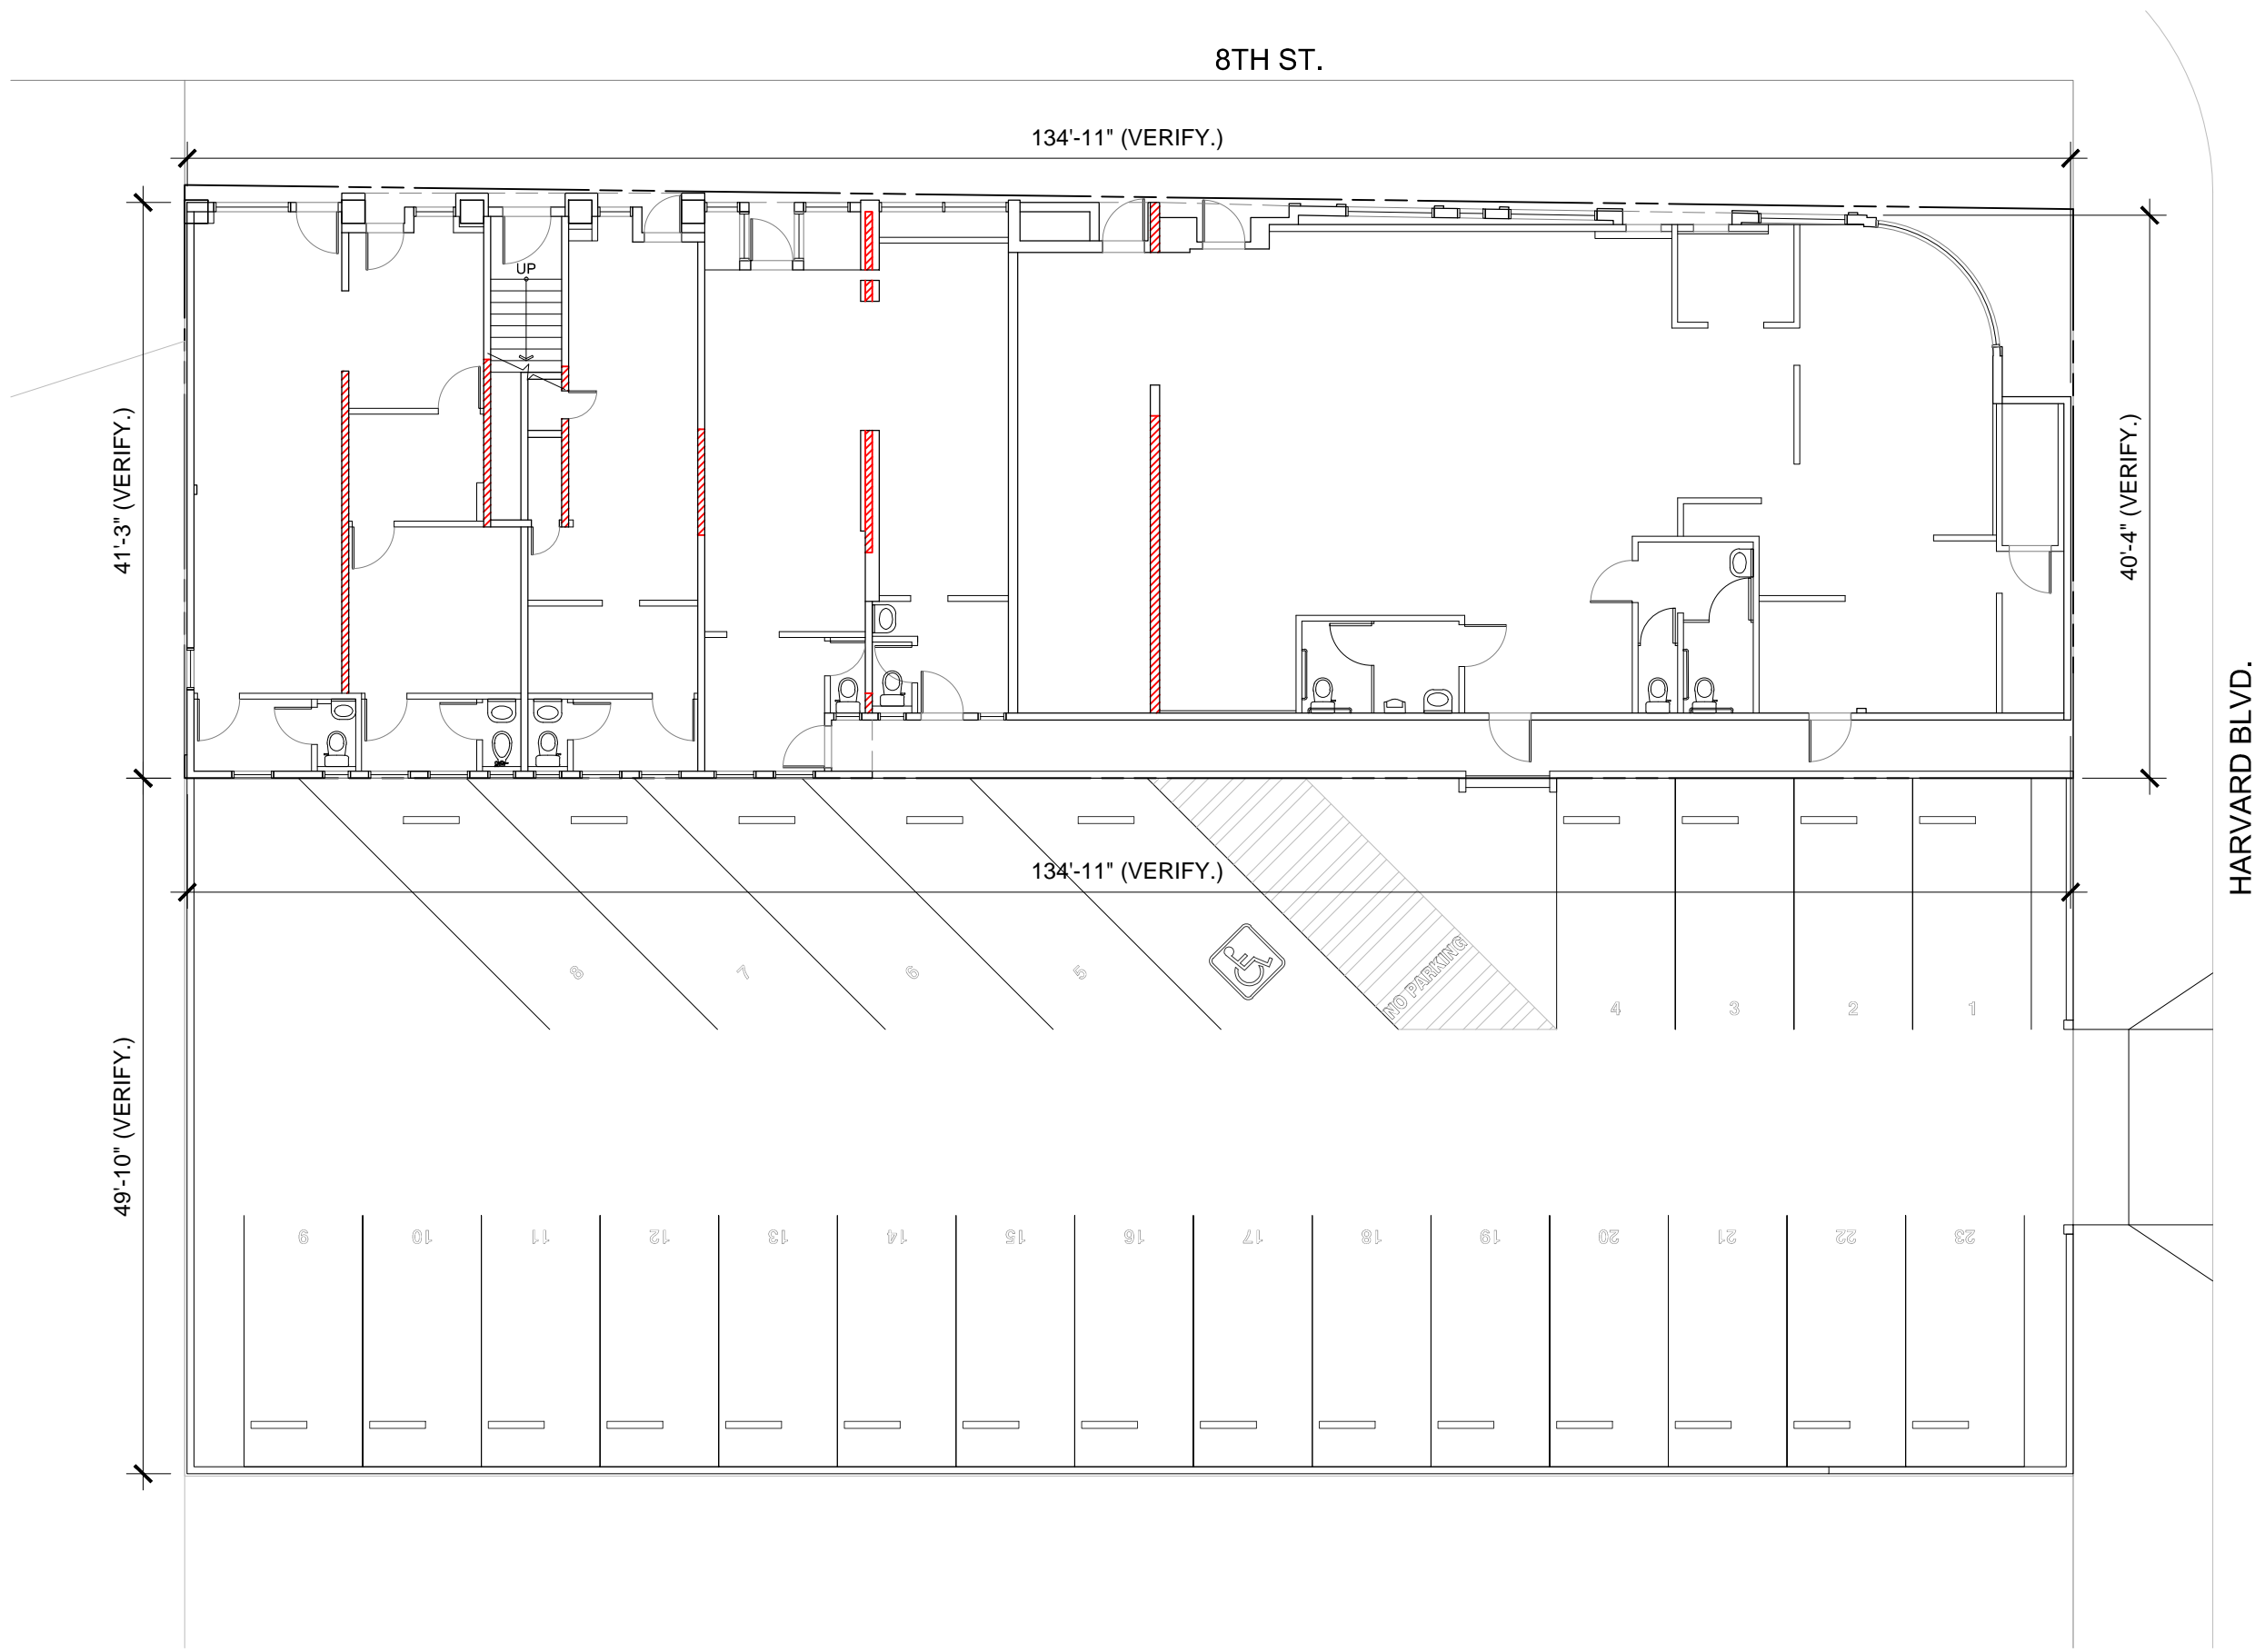 8TH ST.
134'-11" (VERIFY.)
UP
41'-3" (VERIFY.)
40'-4" (VERIFY.)
HARVARD BLVD.
134'-11" (VERIFY.)
8
7
6
5
NO PARKING
4
3
2
1
49'-10" (VERIFY.)
9
10
11
12
13
14
15
16
17
18
19
20
21
22
23